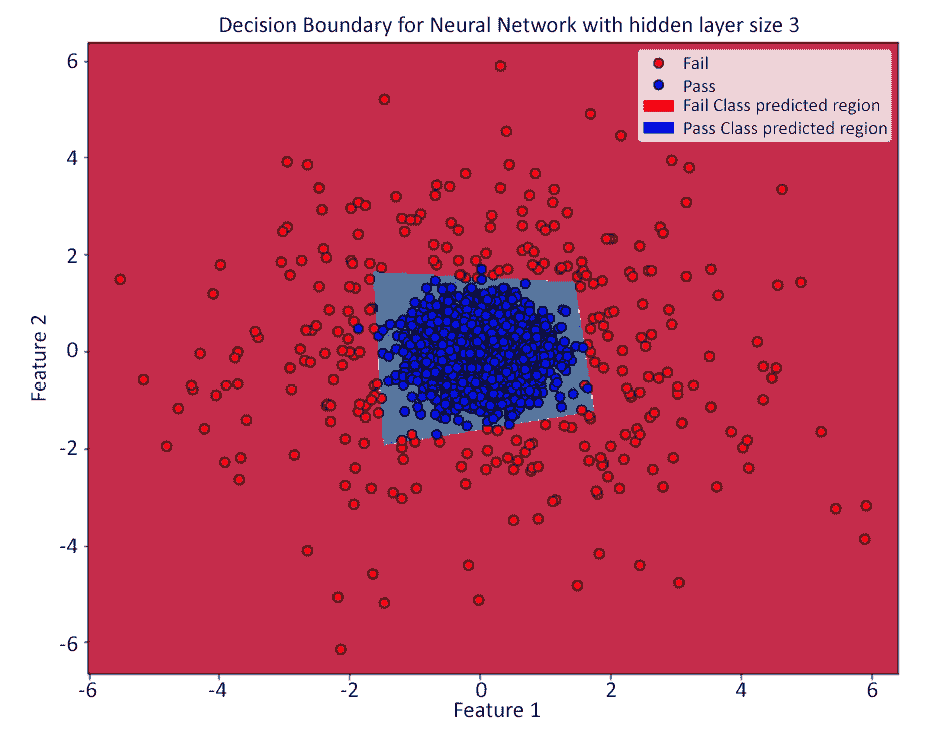 Decision Boundary for Neural Network with hidden layer size 3
Fail
Pass
Fail Class predicted region
Pass Class predicted region
6
4
2
0
-2
-4
-6
Feature 2
-6
-4
-2
0
2
4
6
Feature 1